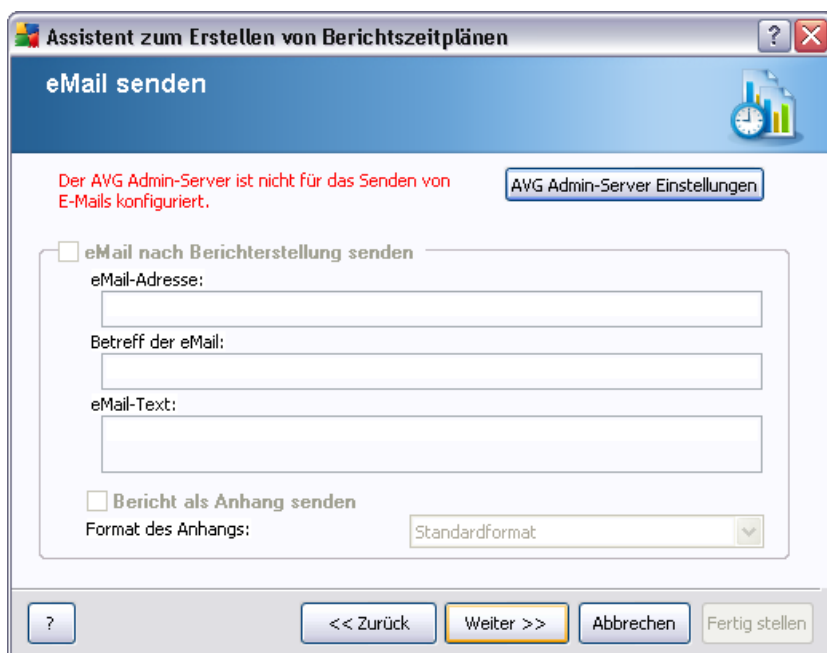 Assistent zum Erstellen von Berichtszeitplänen
?
eMail senden
Der AVG Admin-Server ist nicht für das Senden von
E-Mails konfiguriert.
AVG Admin-Server Einstellungen
eMail nach Berichterstellung senden
eMail-Adresse:
Betreff der eMail:
eMail-Text:
Bericht als Anhang senden
Format des Anhangs:
Standardformat
?
<< Zurück
Weiter >>
Abbrechen
Fertig stellen